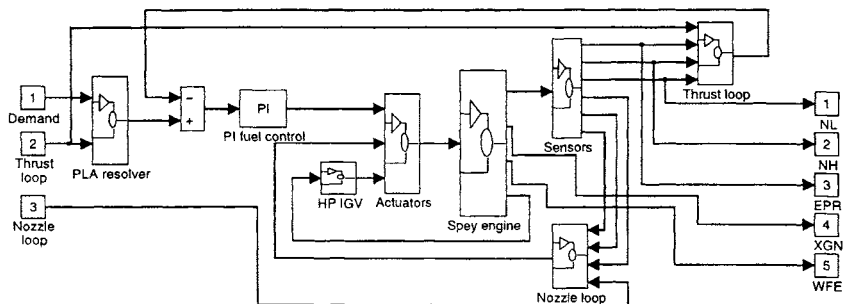 1
Demand
2
Thrust
loop
3
Nozzle
loop
PLA resolver
−
+
PI
PI fuel control
HP IGV
Actuators
Spey engine
Sensors
Nozzle loop
Thrust loop
1
NL
2
NH
3
EPR
4
XGN
5
WFE